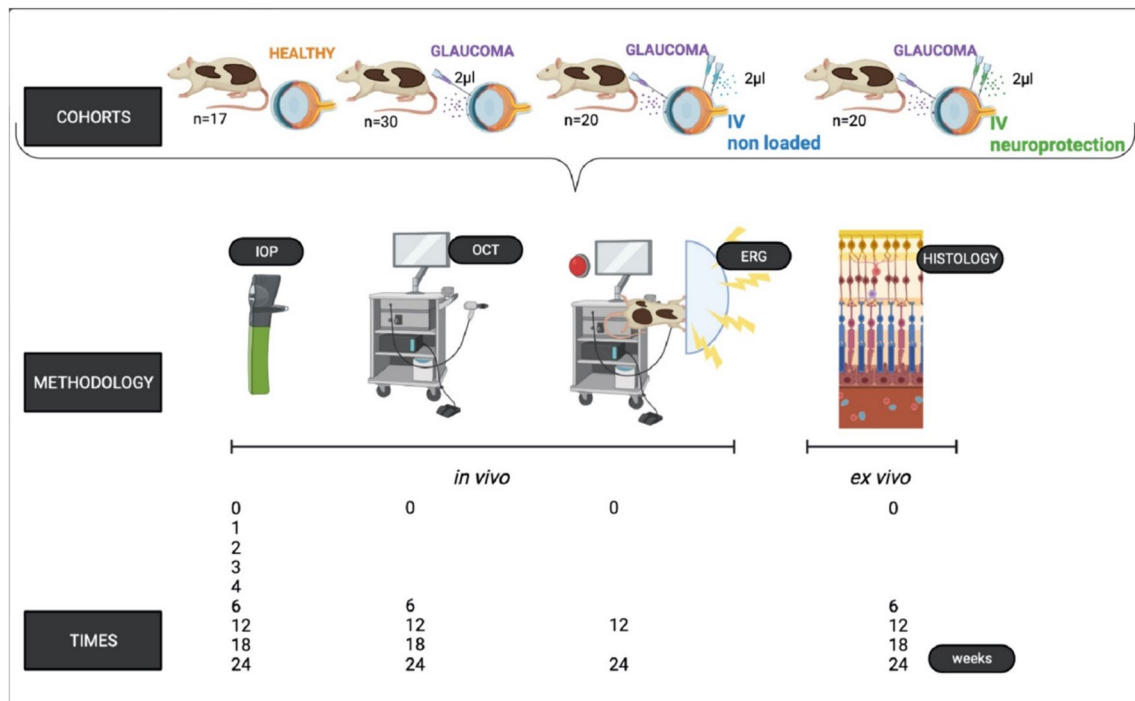 COHORTS
HEALTHY
n=17
GLAUCOMA
2µl
n=30
GLAUCOMA
2µl
n=20
IV
non loaded
GLAUCOMA
2µl
n=20
IV
neuroprotection
METHODOLOGY
IOP
OCT
ERG
HISTOLOGY
in vivo
ex vivo
TIMES
0 0 0 0
1
2
3
4
6 6 6
12 12 12 12
18 18 18
24 24 24 24
weeks